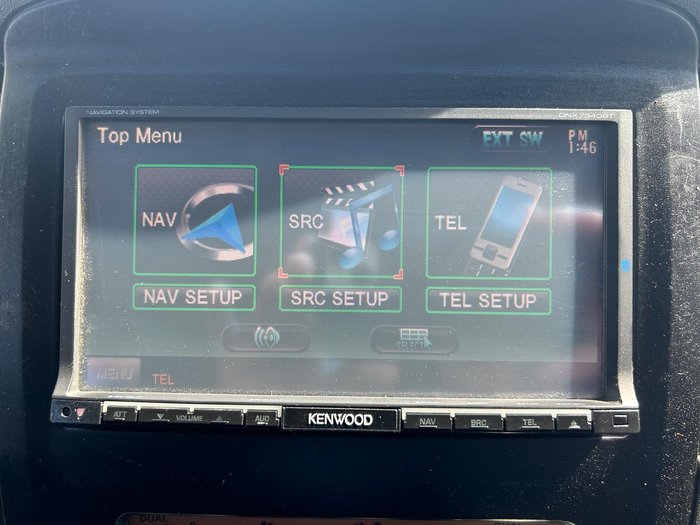 NAVIGATION SYSTEM DNX7340BT
Top Menu EXT SW PM
1:46
NAV SRC TEL
NAV SETUP SRC SETUP TEL SETUP
SELECT
MENU TEL
ATT VOLUME AUD KENWOOD NAV SRC TEL
DUAL